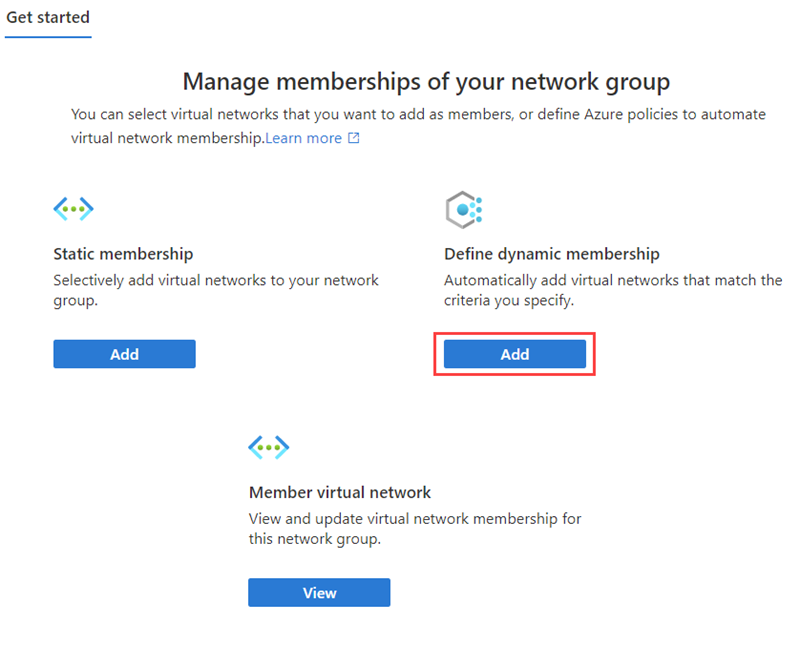 Get started
Manage memberships of your network group
You can select virtual networks that you want to add as members, or define Azure policies to automate
virtual network membership.Learn more
Static membership
Selectively add virtual networks to your network
group.
Add
Define dynamic membership
Automatically add virtual networks that match the
criteria you specify.
Add
Member virtual network
View and update virtual network membership for
this network group.
View